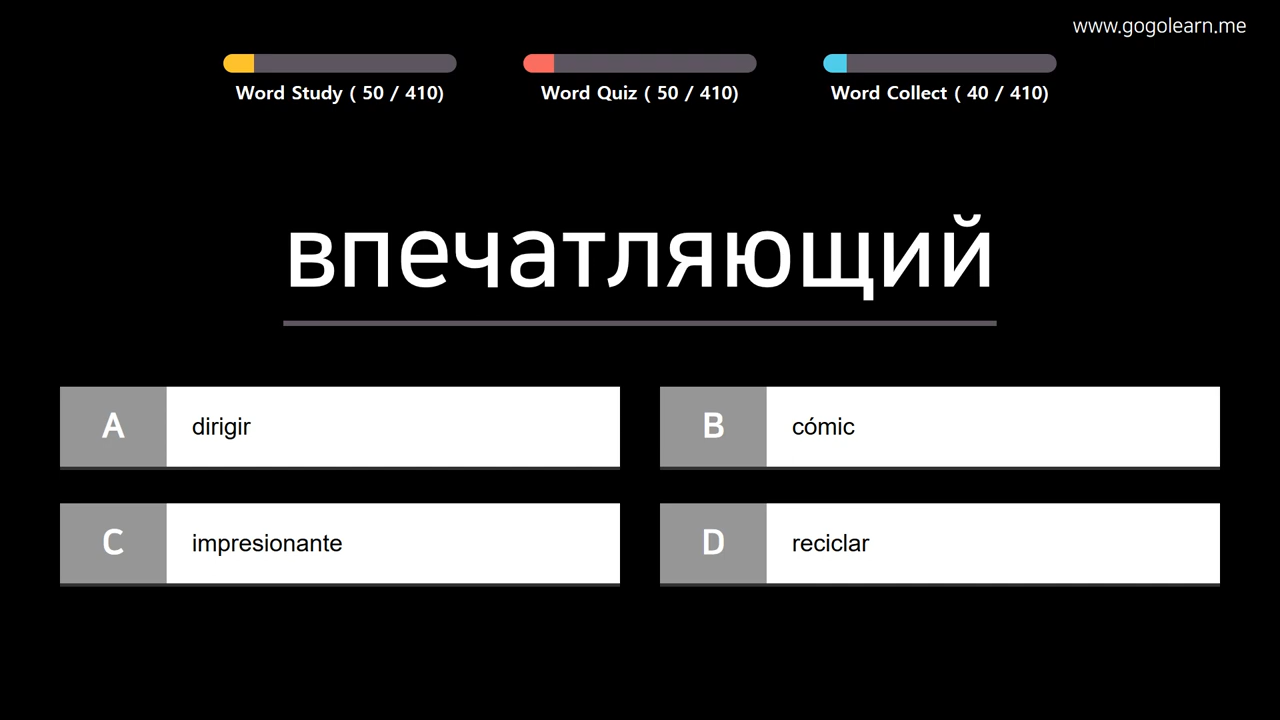 www.gogolearn.me
Word Study ( 50 / 410)
Word Quiz ( 50 / 410)
Word Collect ( 40 / 410)
впечатляющий
A dirigir
B cómic
C impresionante
D reciclar